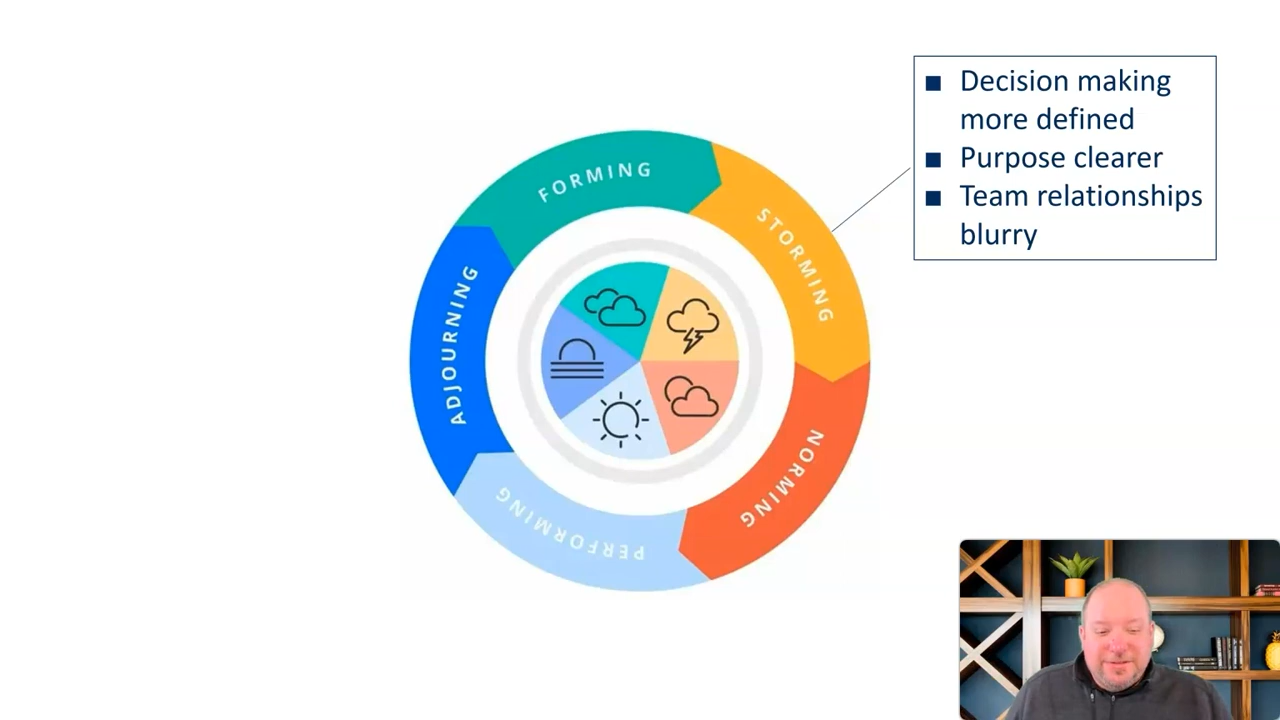 FORMING
STORMING
NORMING
PERFORMING
ADJOURNING
■ Decision making
more defined
■ Purpose clearer
■ Team relationships
blurry